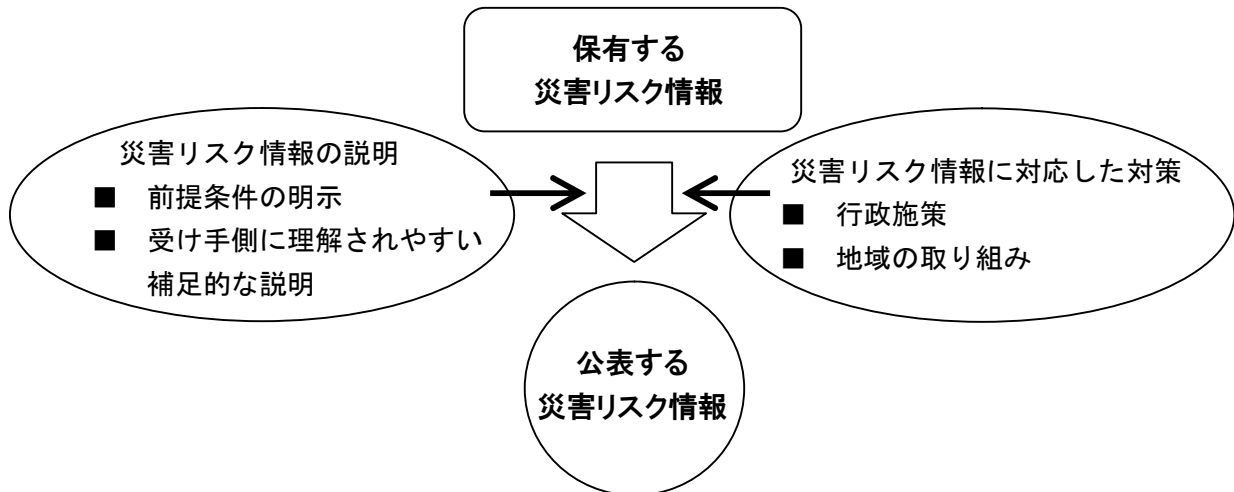 保有する
災害リスク情報
災害リスク情報の説明
■ 前提条件の明示
■ 受け手側に理解されやすい
補足的な説明
災害リスク情報に対応した対策
■ 行政施策
■ 地域の取り組み
公表する
災害リスク情報